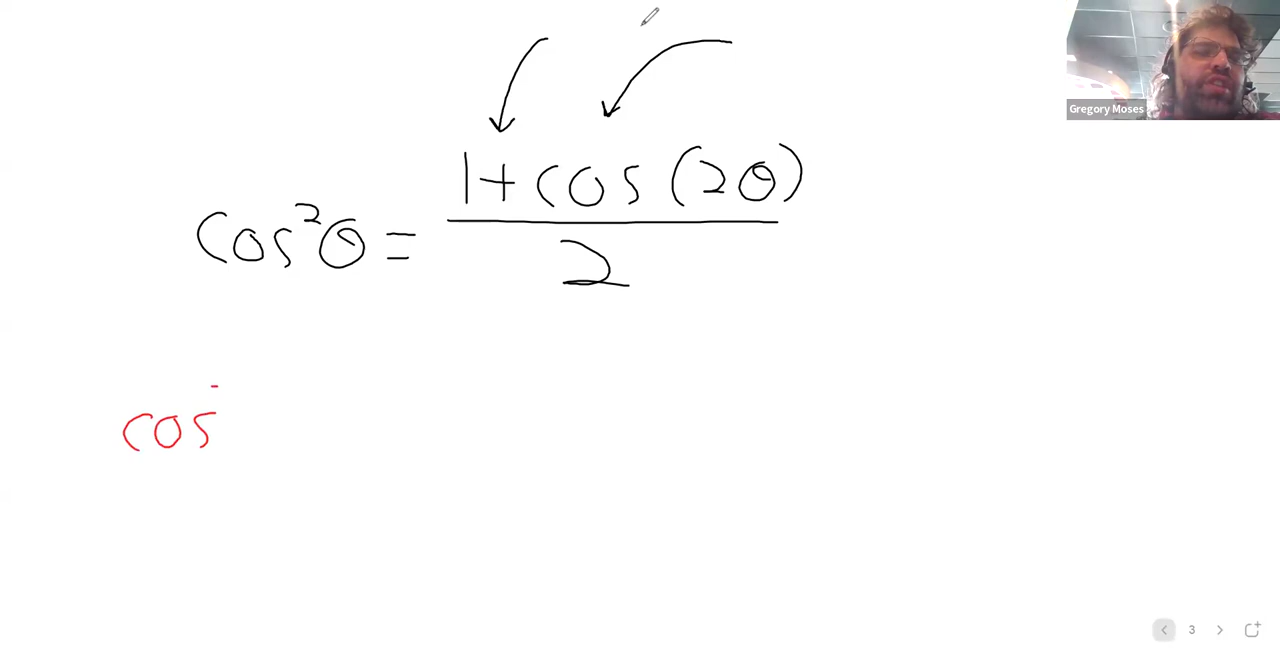 Gregory Moses
cos²θ = (1+cos(2θ))/2
cos
3